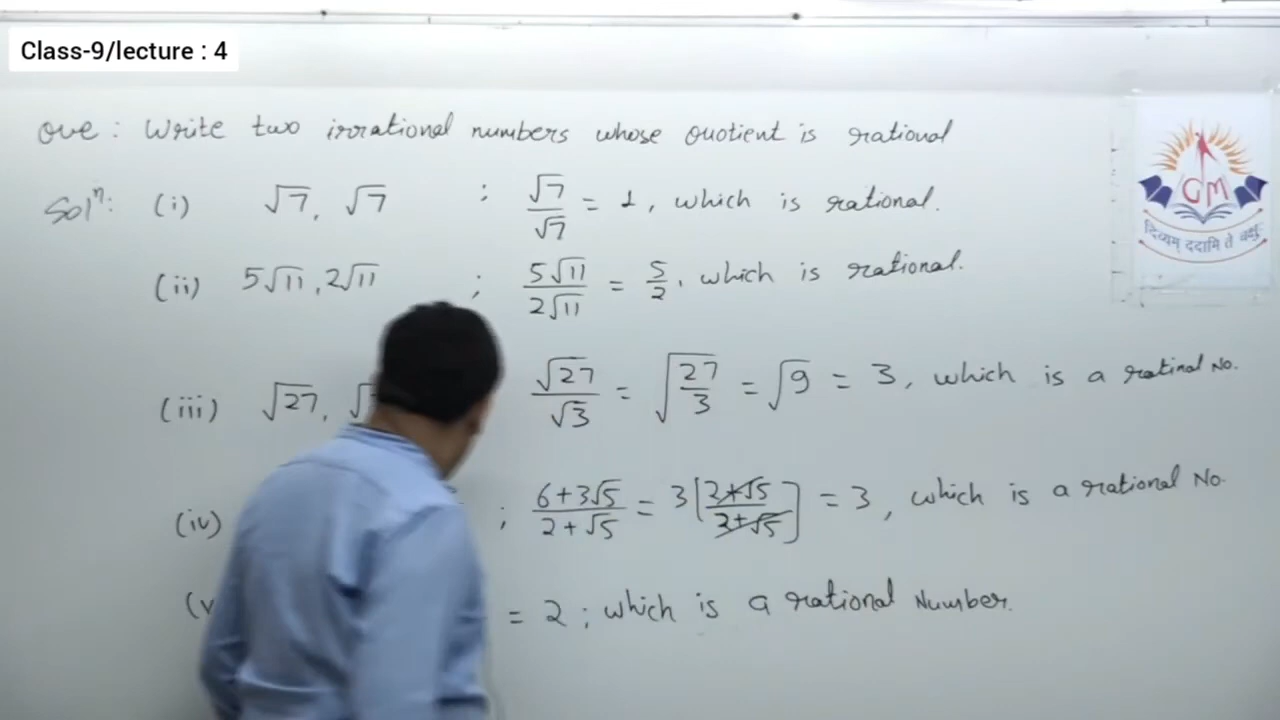 Class-9/lecture : 4
Que : Write two irrational numbers whose quotient is rational
Solⁿ: (i) √7, √7 ; √7/√7 = 1, which is rational.
(ii) 5√11, 2√11 ; 5√11/2√11 = 5/2, which is rational.
(iii) √27, √27/√3 = √(27/3) = √9 = 3, which is a ratinal No.
(iv) ; 6+3√5/2+√5 = 3[2+√5/2+√5] = 3, which is a rational No.
= 2 ; which is a rational Number.
GM
दिव्यम् ददामि ते चक्षुः